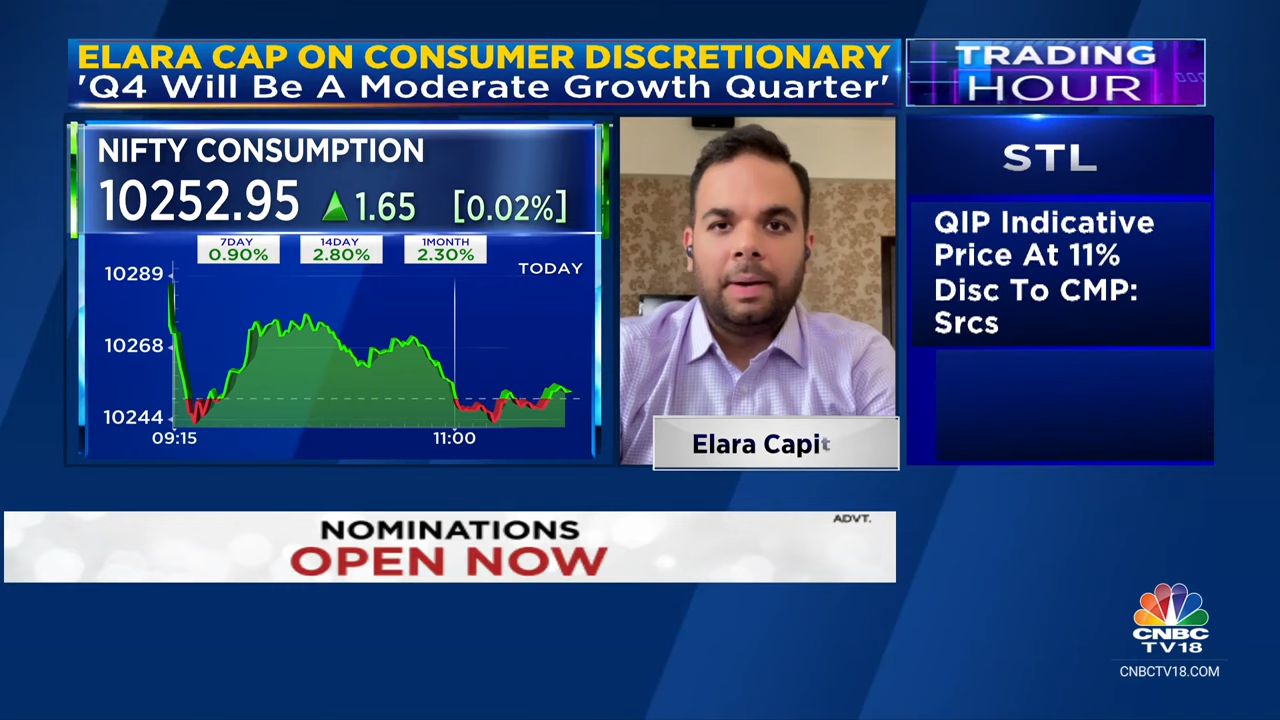 ELARA CAP ON CONSUMER DISCRETIONARY
'Q4 Will Be A Moderate Growth Quarter'
TRADING
HOUR
NIFTY CONSUMPTION
10252.95 ▲ 1.65 [0.02%]
7DAY 14DAY 1MONTH
0.90% 2.80% 2.30%
TODAY
10289
10268
10244
09:15 11:00
Elara Capit
STL
QIP Indicative
Price At 11%
Disc To CMP:
Srcs
ADVT.
NOMINATIONS
OPEN NOW
CNBC
TV18
CNBCTV18.COM